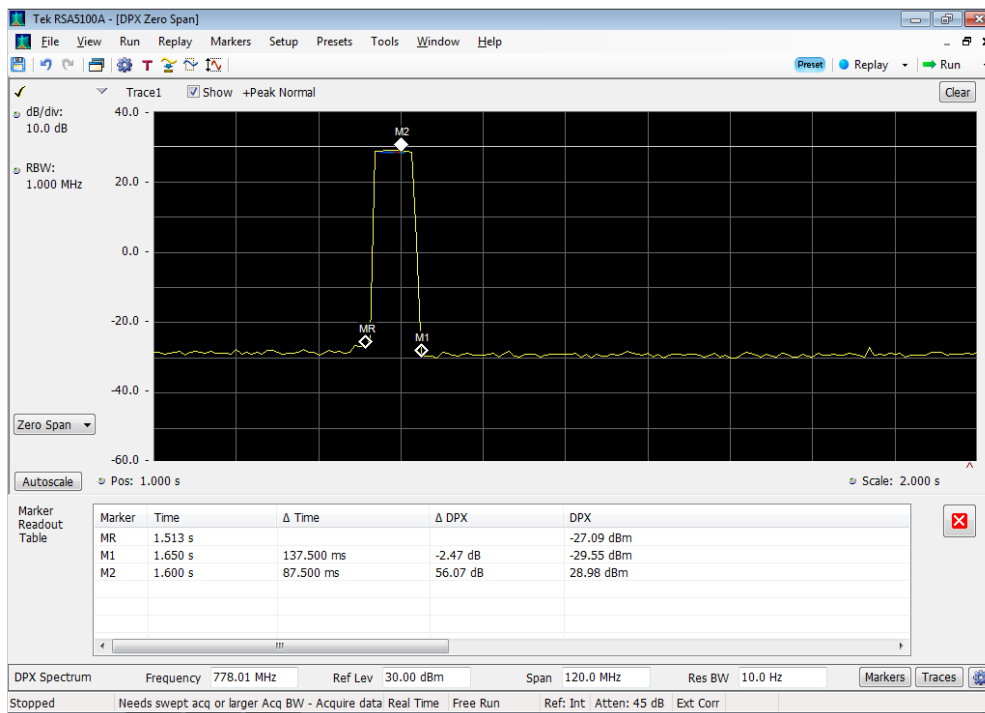 Tek RSA5100A - [DPX Zero Span]
File View Run Replay Markers Setup Presets Tools Window Help
T Preset Replay Run
Trace1 Show +Peak Normal Clear
dB/div:
10.0 dB
RBW:
1.000 MHz
40.0 -
20.0 -
0.0 -
-20.0 -
-40.0 -
-60.0 -
M2
MR
M1
Zero Span
Autoscale Pos: 1.000 s Scale: 2.000 s
Marker
Readout
Table
Marker Time Δ Time Δ DPX DPX
MR 1.513 s -27.09 dBm
M1 1.650 s 137.500 ms -2.47 dB -29.55 dBm
M2 1.600 s 87.500 ms 56.07 dB 28.98 dBm
DPX Spectrum Frequency 778.01 MHz Ref Lev 30.00 dBm Span 120.0 MHz Res BW 10.0 Hz Markers Traces
Stopped Needs swept acq or larger Acq BW - Acquire data Real Time Free Run Ref: Int Atten: 45 dB Ext Corr